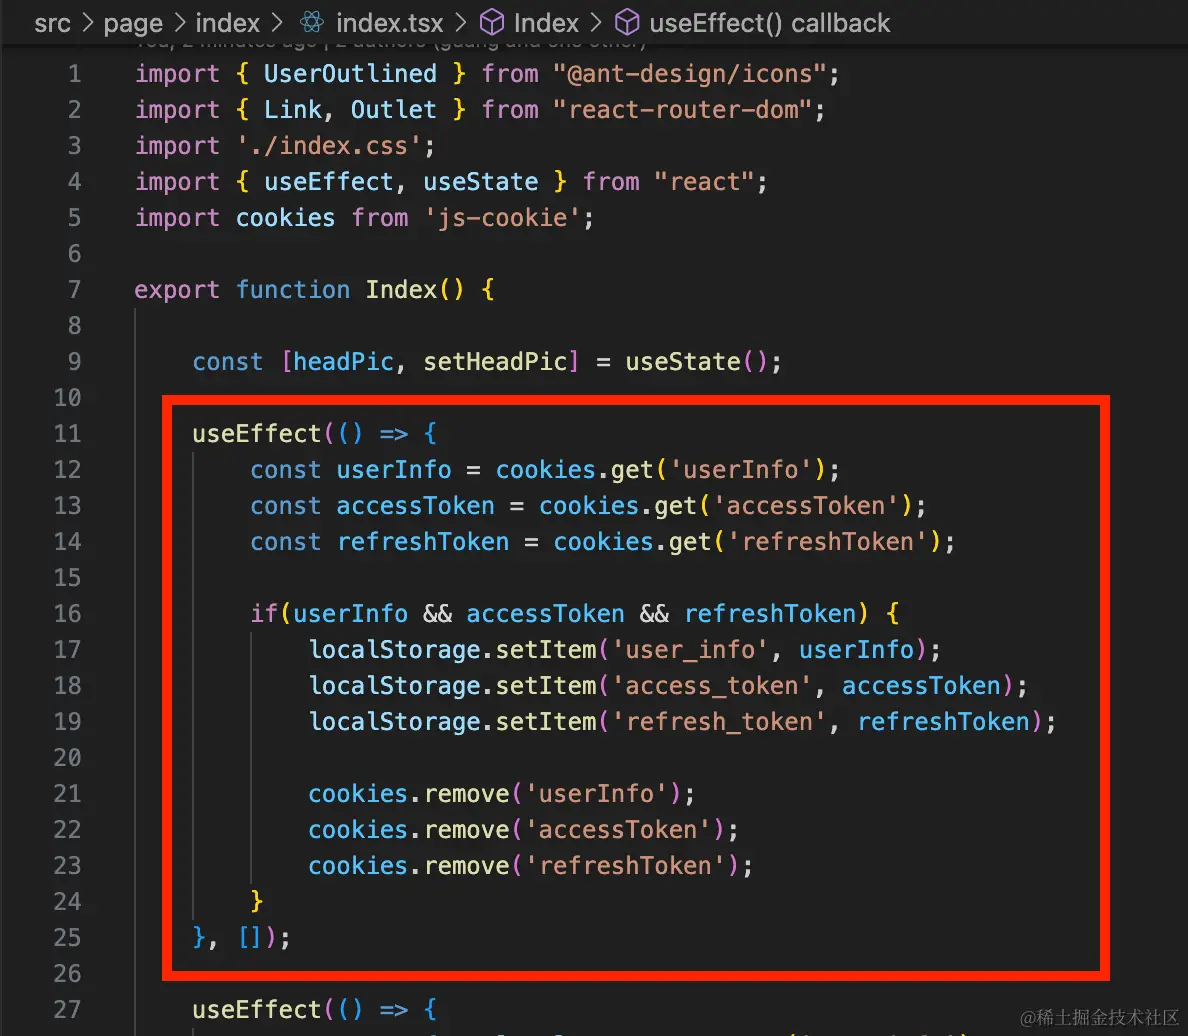 src > page > index > index.tsx > Index > useEffect() callback
You, 2 minutes ago | 2 authors (guang and one other)
1 import { UserOutlined } from "@ant-design/icons";
2 import { Link, Outlet } from "react-router-dom";
3 import './index.css';
4 import { useEffect, useState } from "react";
5 import cookies from 'js-cookie';
6
7 export function Index() {
8
9 const [headPic, setHeadPic] = useState();
10
11 useEffect(() => {
12 const userInfo = cookies.get('userInfo');
13 const accessToken = cookies.get('accessToken');
14 const refreshToken = cookies.get('refreshToken');
15
16 if(userInfo && accessToken && refreshToken) {
17 localStorage.setItem('user_info', userInfo);
18 localStorage.setItem('access_token', accessToken);
19 localStorage.setItem('refresh_token', refreshToken);
20
21 cookies.remove('userInfo');
22 cookies.remove('accessToken');
23 cookies.remove('refreshToken');
24 }
25 }, []);
26
27 useEffect(() => {
@稀土掘金技术社区